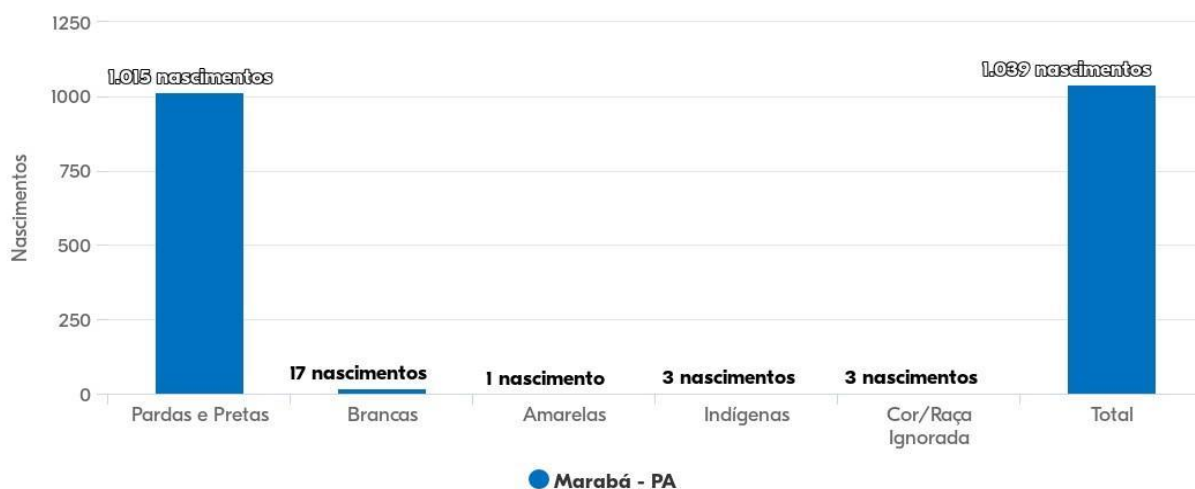 1250
1000
750
500
250
0
Nascimentos
1.015 nascimentos
17 nascimentos
1 nascimento
3 nascimentos
3 nascimentos
1.039 nascimentos
Pardas e Pretas
Brancas
Amarelas
Indígenas
Cor/Raça
Ignorada
Total
Marabá - PA